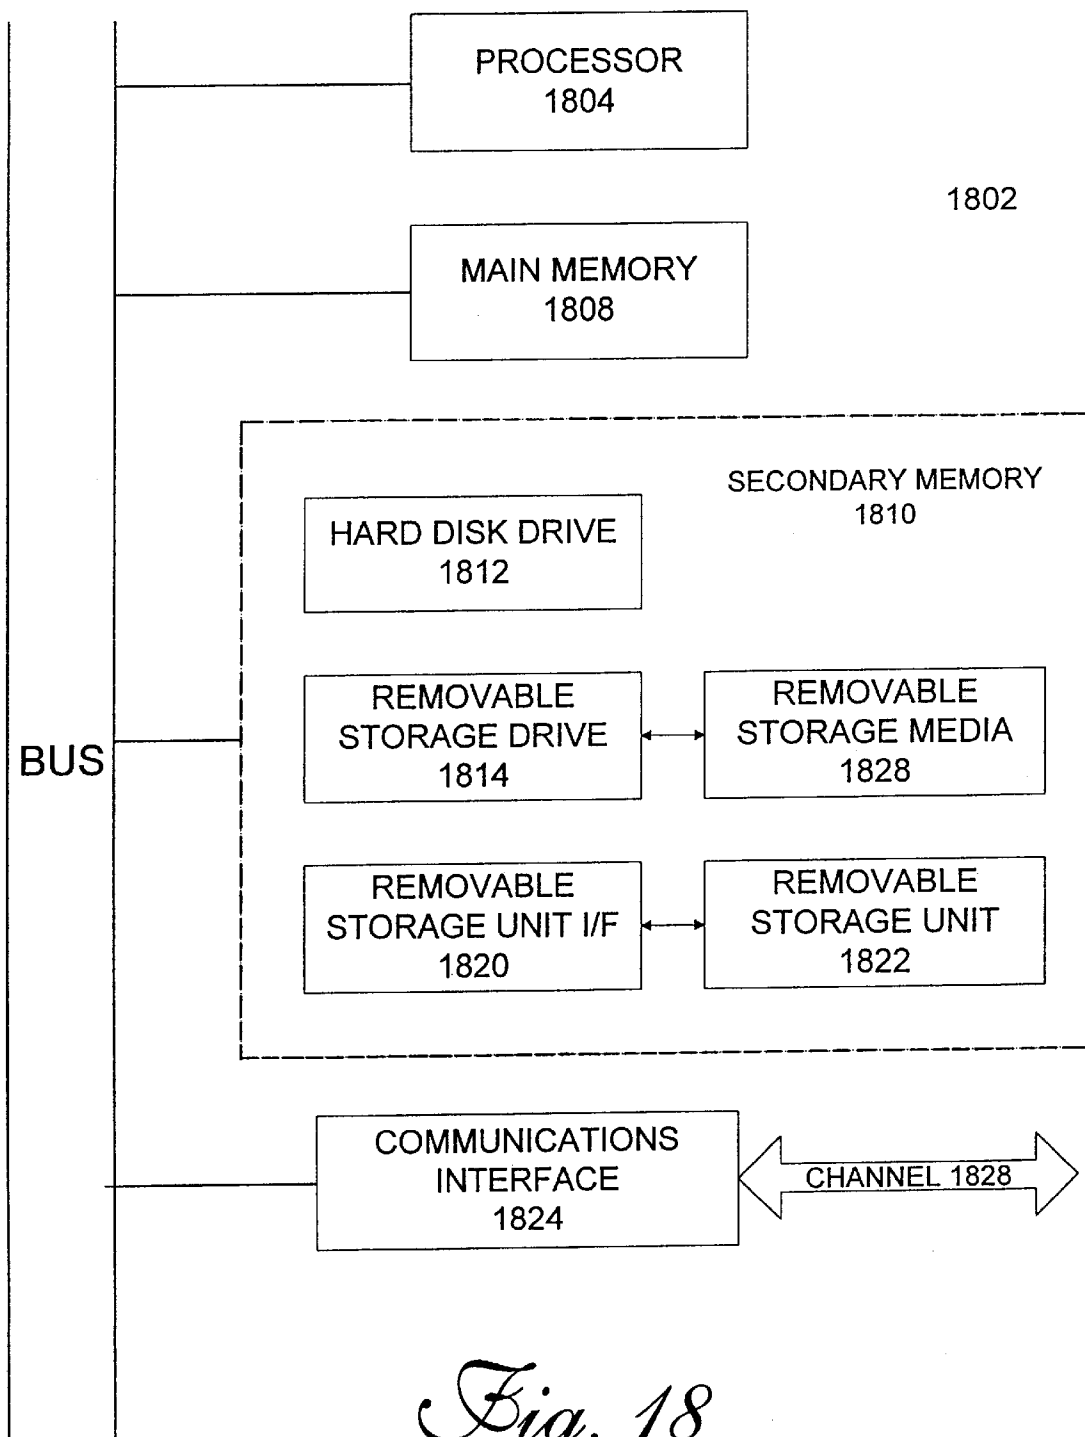 PROCESSOR
1804
1802
MAIN MEMORY
1808
SECONDARY MEMORY
1810
HARD DISK DRIVE
1812
REMOVABLE
STORAGE DRIVE
1814
REMOVABLE
STORAGE MEDIA
1828
BUS
REMOVABLE
STORAGE UNIT I/F
1820
REMOVABLE
STORAGE UNIT
1822
COMMUNICATIONS
INTERFACE
1824
CHANNEL 1828
Fig. 18